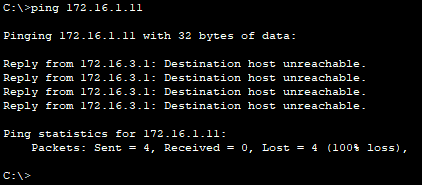 C:\>ping 172.16.1.11
Pinging 172.16.1.11 with 32 bytes of data:
Reply from 172.16.3.1: Destination host unreachable.
Reply from 172.16.3.1: Destination host unreachable.
Reply from 172.16.3.1: Destination host unreachable.
Reply from 172.16.3.1: Destination host unreachable.
Ping statistics for 172.16.1.11:
    Packets: Sent = 4, Received = 0, Lost = 4 (100% loss),
C:\>